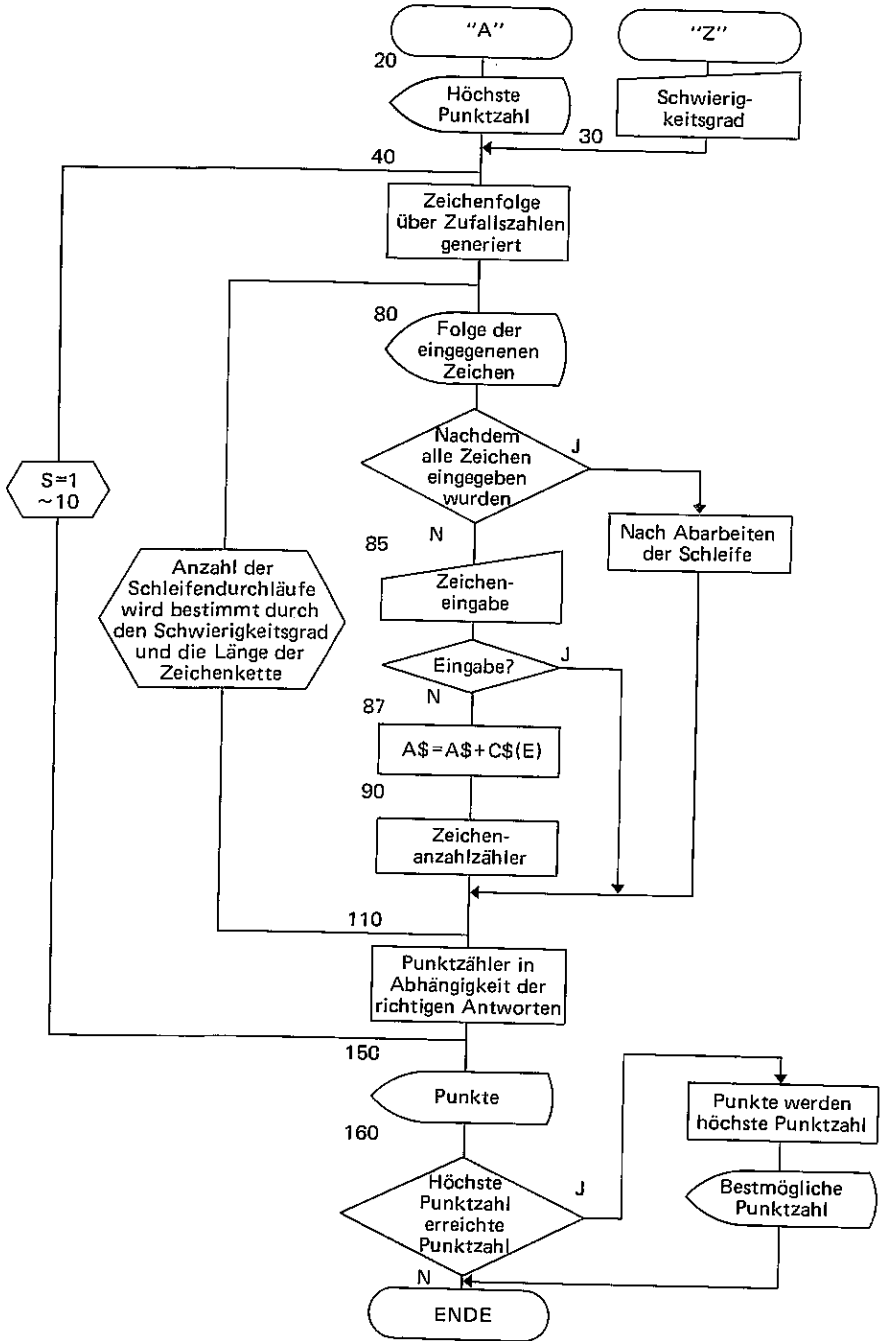 "A"
"Z"
20
Höchste
Punktzahl
Schwierig-
keitsgrad
30
40
Zeichenfolge
über Zufallszahlen
generiert
80
Folge der
eingegenenen
Zeichen
Nachdem
alle Zeichen
eingegeben
wurden
J
N
S=1
~10
Nach Abarbeiten
der Schleife
85
Zeichen-
eingabe
Anzahl der
Schleifendurchläufe
wird bestimmt durch
den Schwierigkeitsgrad
und die Länge der
Zeichenkette
Eingabe?
J
N
87
A$=A$+C$(E)
90
Zeichen-
anzahlzähler
110
Punktzähler in
Abhängigkeit der
richtigen Antworten
150
Punkte
Punkte werden
höchste Punktzahl
160
Höchste
Punktzahl
erreichte
Punktzahl
J
Bestmögliche
Punktzahl
N
ENDE